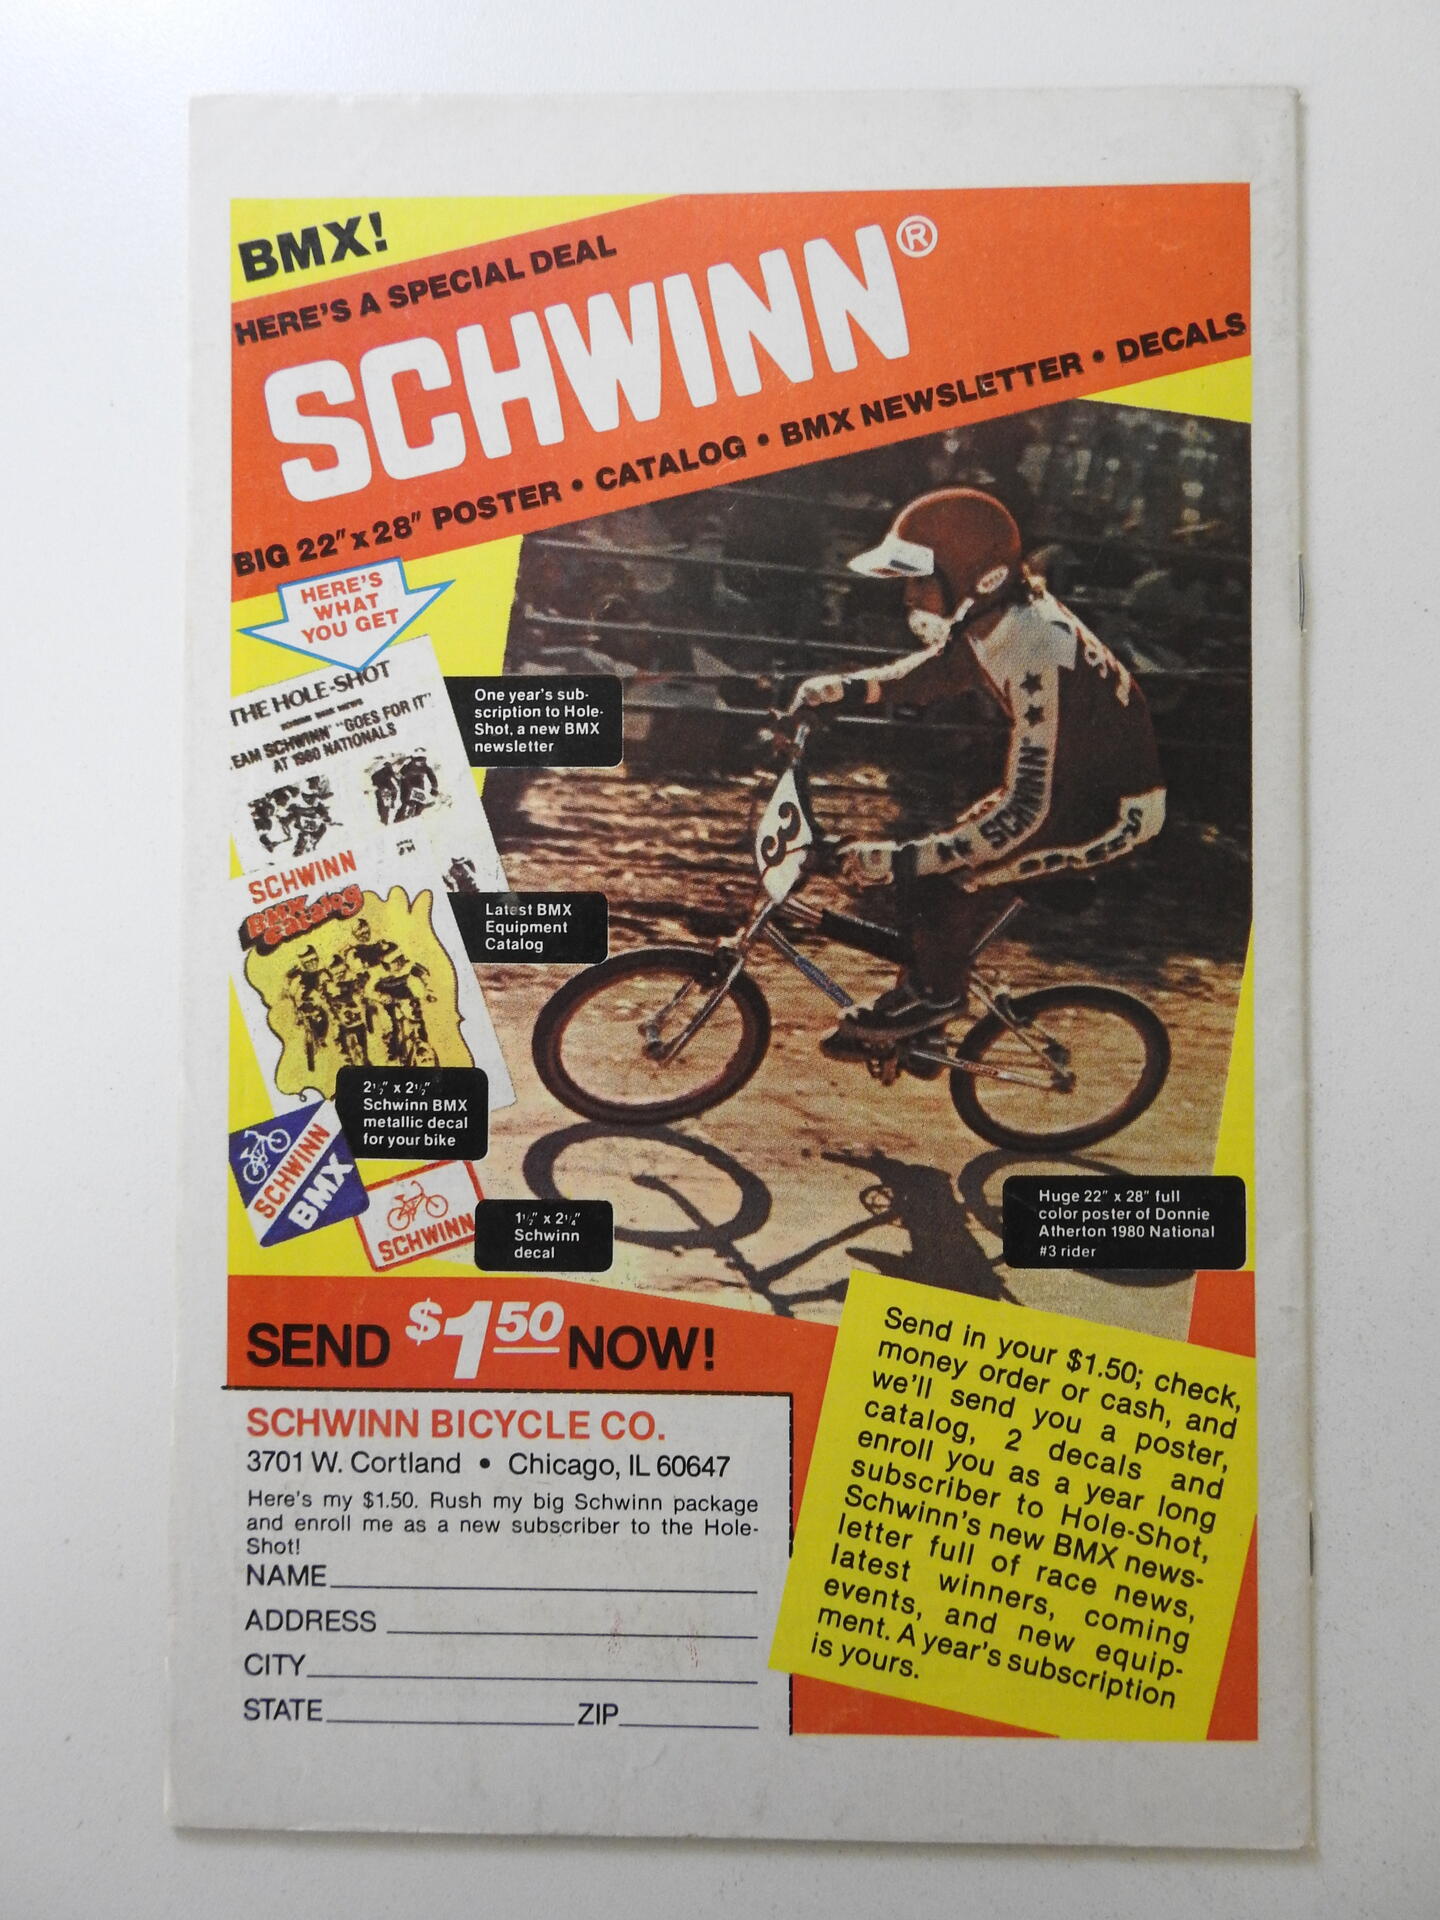 BMX!
HERE'S A SPECIAL DEAL
SCHWINN®
BIG 22" x 28" POSTER • CATALOG • BMX NEWSLETTER • DECALS
HERE'S
WHAT
YOU GET
THE HOLE-SHOT
EAM SCHWINN "GOES FOR IT"
AT 1980 NATIONALS
One year's sub-
scription to Hole-
Shot, a new BMX
newsletter
SCHWINN
BMX
Catalog
Latest BMX
Equipment
Catalog
2½" x 2½"
Schwinn BMX
metallic decal
for your bike
SCHWINN
BMX
SCHWINN
1½" x 2¼"
Schwinn
decal
3
SCHWINN
Huge 22" x 28" full
color poster of Donnie
Atherton 1980 National
#3 rider
SEND $1.50 NOW!
SCHWINN BICYCLE CO.
3701 W. Cortland • Chicago, IL 60647
Here's my $1.50. Rush my big Schwinn package
and enroll me as a new subscriber to the Hole-
Shot!
NAME
ADDRESS
CITY
STATE ZIP
Send in your $1.50; check,
money order or cash, and
we'll send you a poster,
catalog, 2 decals and
enroll you as a year long
subscriber to Hole-Shot,
Schwinn's new BMX news-
letter full of race news,
latest winners, coming
events, and new equip-
ment. A year's subscription
is yours.